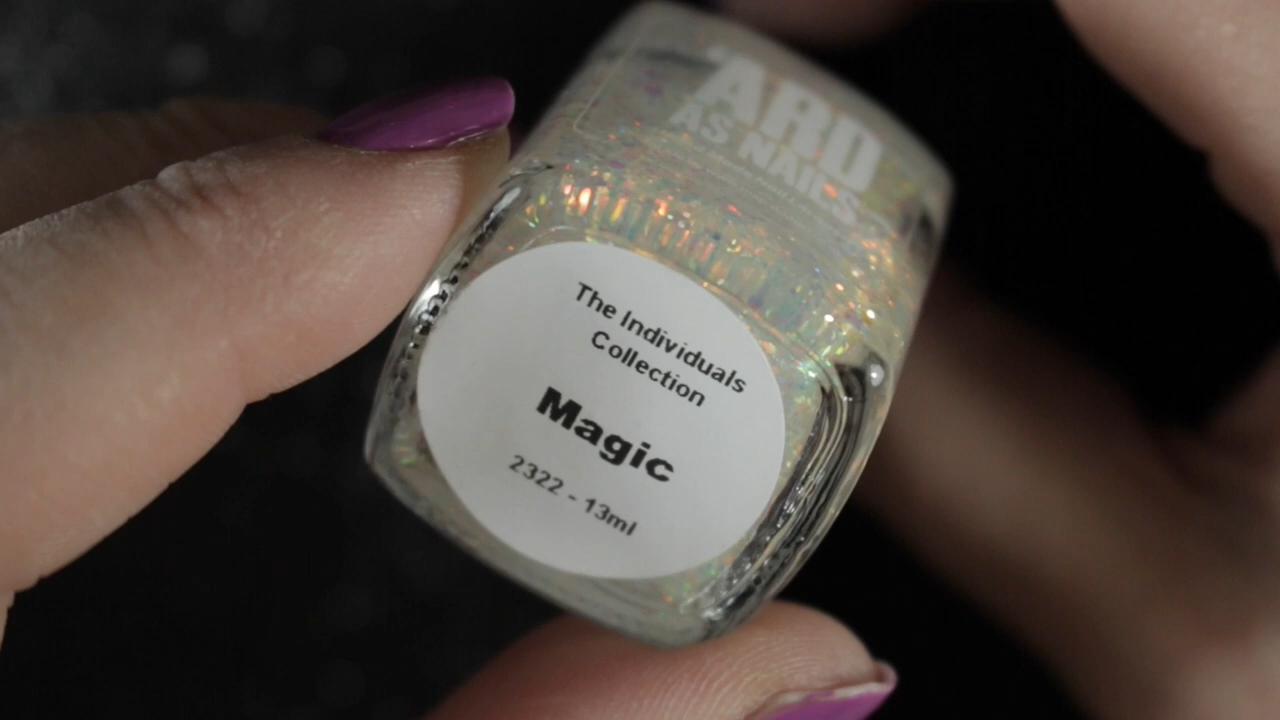 'ARD
AS NAILS
The Individuals
Collection
Magic
2322 - 13ml